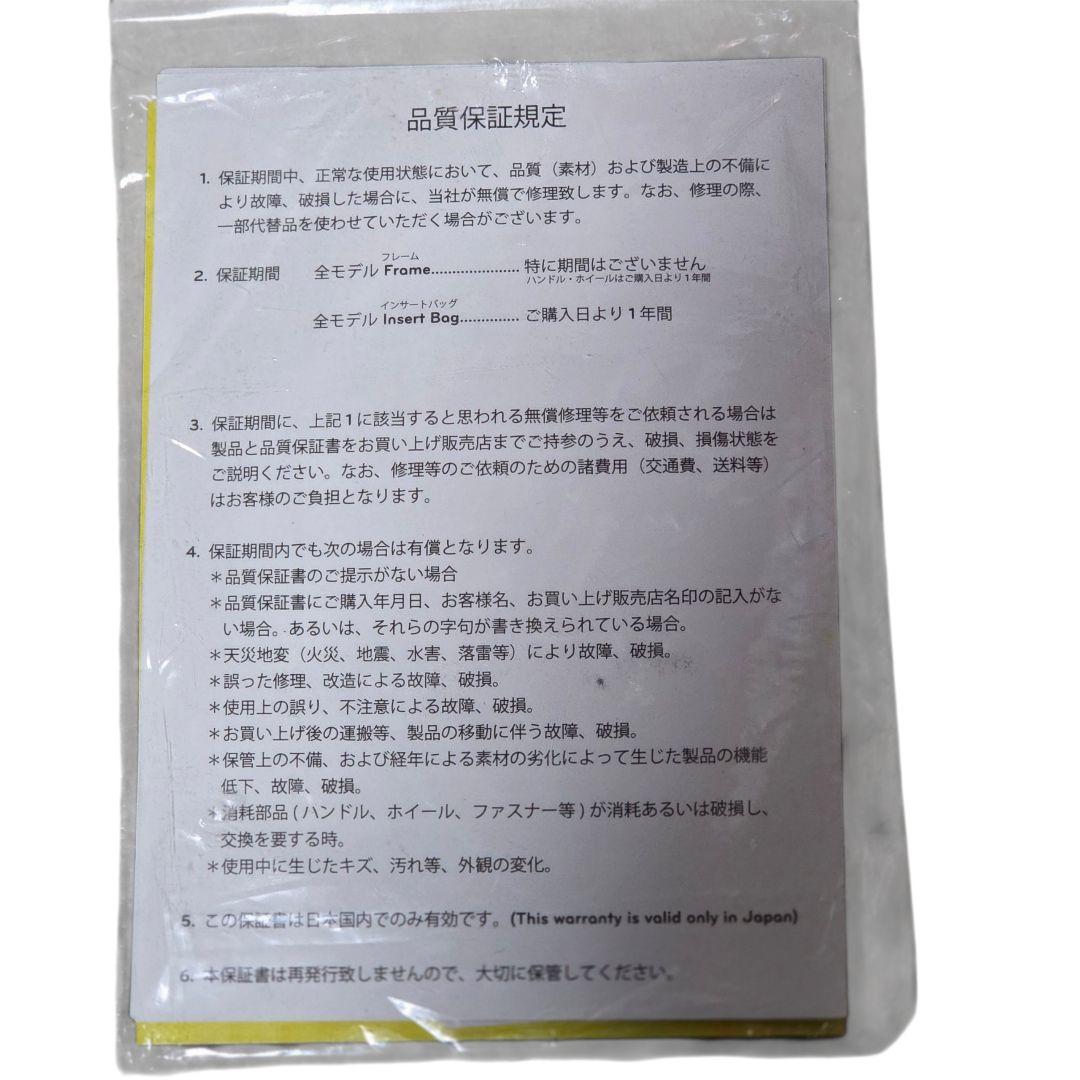 品質保証規定
1. 保証期間中、正常な使用状態において、品質（素材）および製造上の不備に
より故障、破損した場合に、当社が無償で修理致します。なお、修理の際、
一部代替品を使わせていただく場合がございます。
フレーム
2. 保証期間 全モデル Frame..................... 特に期間はございません
ハンドル・ホイールはご購入日より1年間
インサートバッグ
全モデル Insert Bag.............. ご購入日より1年間
3. 保証期間に、上記1に該当すると思われる無償修理等をご依頼される場合は
製品と品質保証書をお買い上げ販売店までご持参のうえ、破損、損傷状態を
ご説明ください。なお、修理等のご依頼のための諸費用（交通費、送料等）
はお客様のご負担となります。
4. 保証期間内でも次の場合は有償となります。
＊品質保証書のご提示がない場合
＊品質保証書にご購入年月日、お客様名、お買い上げ販売店名印の記入がな
い場合。あるいは、それらの字句が書き換えられている場合。
＊天災地変（火災、地震、水害、落雷等）により故障、破損。
＊誤った修理、改造による故障、破損。
＊使用上の誤り、不注意による故障、破損。
＊お買い上げ後の運搬等、製品の移動に伴う故障、破損。
＊保管上の不備、および経年による素材の劣化によって生じた製品の機能
低下、故障、破損。
＊消耗部品(ハンドル、ホイール、ファスナー等)が消耗あるいは破損し、
交換を要する時。
＊使用中に生じたキズ、汚れ等、外観の変化。
5. この保証書は日本国内でのみ有効です。(This warranty is valid only in Japan)
6. 本保証書は再発行致しませんので、大切に保管してください。